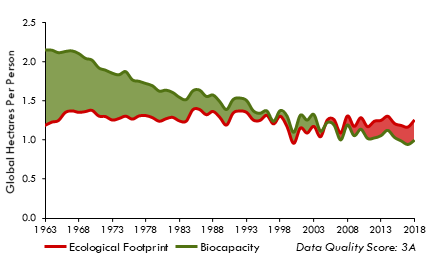 Global Hectares Per Person
2.5
2.0
1.5
1.0
0.5
0.0
1963 1968 1973 1978 1983 1988 1993 1998 2003 2008 2013 2018
Ecological Footprint Biocapacity Data Quality Score: 3A